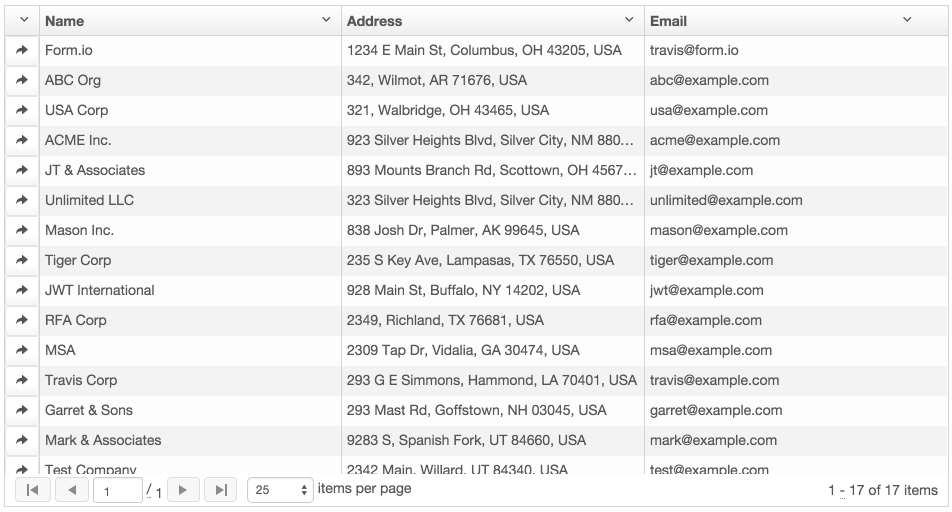 Name Address Email
Form.io 1234 E Main St, Columbus, OH 43205, USA travis@form.io
ABC Org 342, Wilmot, AR 71676, USA abc@example.com
USA Corp 321, Walbridge, OH 43465, USA usa@example.com
ACME Inc. 923 Silver Heights Blvd, Silver City, NM 880... acme@example.com
JT & Associates 893 Mounts Branch Rd, Scottown, OH 4567... jt@example.com
Unlimited LLC 323 Silver Heights Blvd, Silver City, NM 880... unlimited@example.com
Mason Inc. 838 Josh Dr, Palmer, AK 99645, USA mason@example.com
Tiger Corp 235 S Key Ave, Lampasas, TX 76550, USA tiger@example.com
JWT International 928 Main St, Buffalo, NY 14202, USA jwt@example.com
RFA Corp 2349, Richland, TX 76681, USA rfa@example.com
MSA 2309 Tap Dr, Vidalia, GA 30474, USA msa@example.com
Travis Corp 293 G E Simmons, Hammond, LA 70401, USA travis@example.com
Garret & Sons 293 Mast Rd, Goffstown, NH 03045, USA garret@example.com
Mark & Associates 9283 S, Spanish Fork, UT 84660, USA mark@example.com
Test Company 2342 Main, Willard, UT 84340, USA test@example.com
1 / 1 25 items per page 1 - 17 of 17 items